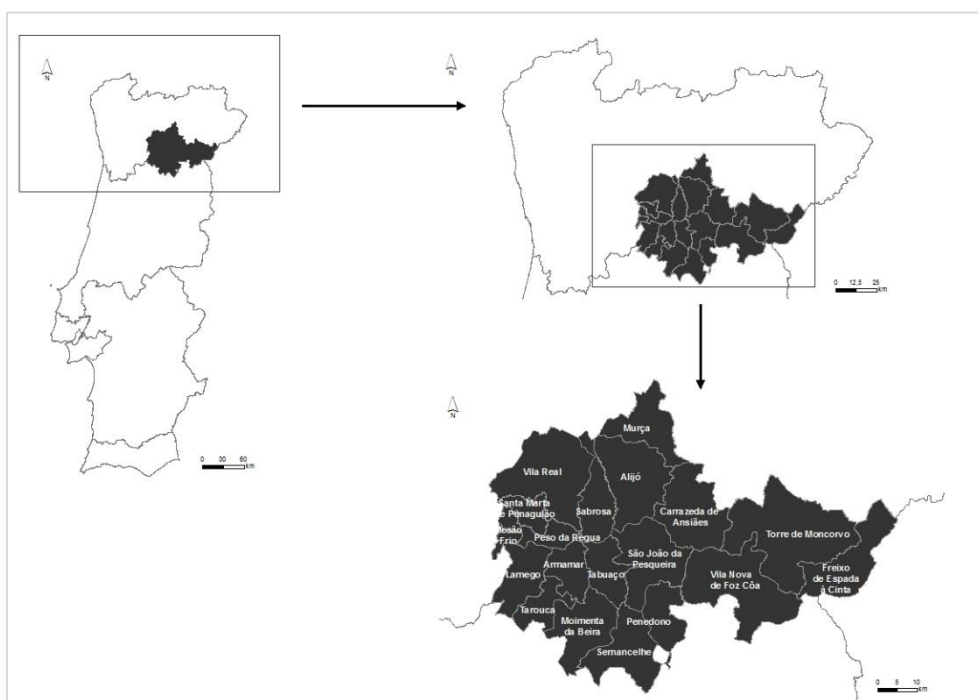 N
N
0 30 60
km
0 12,5 25
km
N
Murça
Vila Real
Alijó
Santa Marta
de Penaguião
Sabrosa
Carrazeda de
Ansiães
Mesão
Frio
Peso da Régua
Torre de Moncorvo
São João da
Pesqueira
Armamar
Lamego
Tabuaço
Vila Nova
de Foz Côa
Freixo
de Espada
à Cinta
Tarouca
Moimenta
da Beira
Penedono
Sernancelhe
0 5 10
km